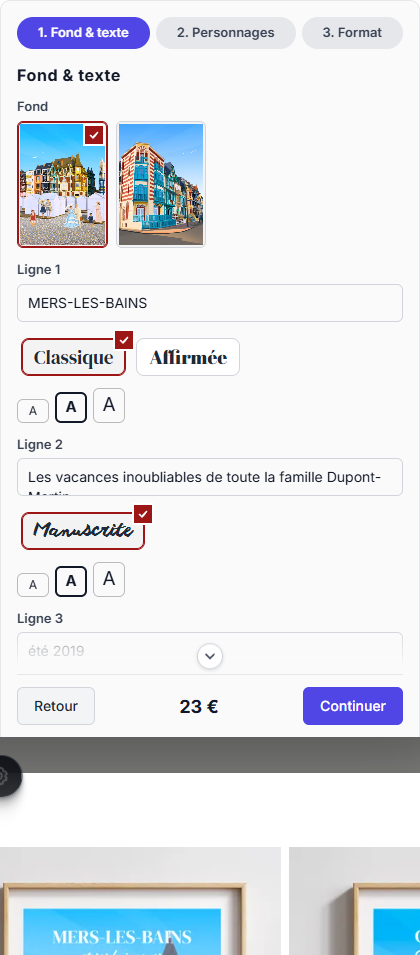 1. Fond & texte
2. Personnages
3. Format
Fond & texte
Fond
Ligne 1
MERS-LES-BAINS
Classique
Affirmée
A
A
A
Ligne 2
Les vacances inoubliables de toute la famille Dupont-
Martin
Manuscrite
A
A
A
Ligne 3
été 2019
Retour
23 €
Continuer
MERS-LES-BAINS